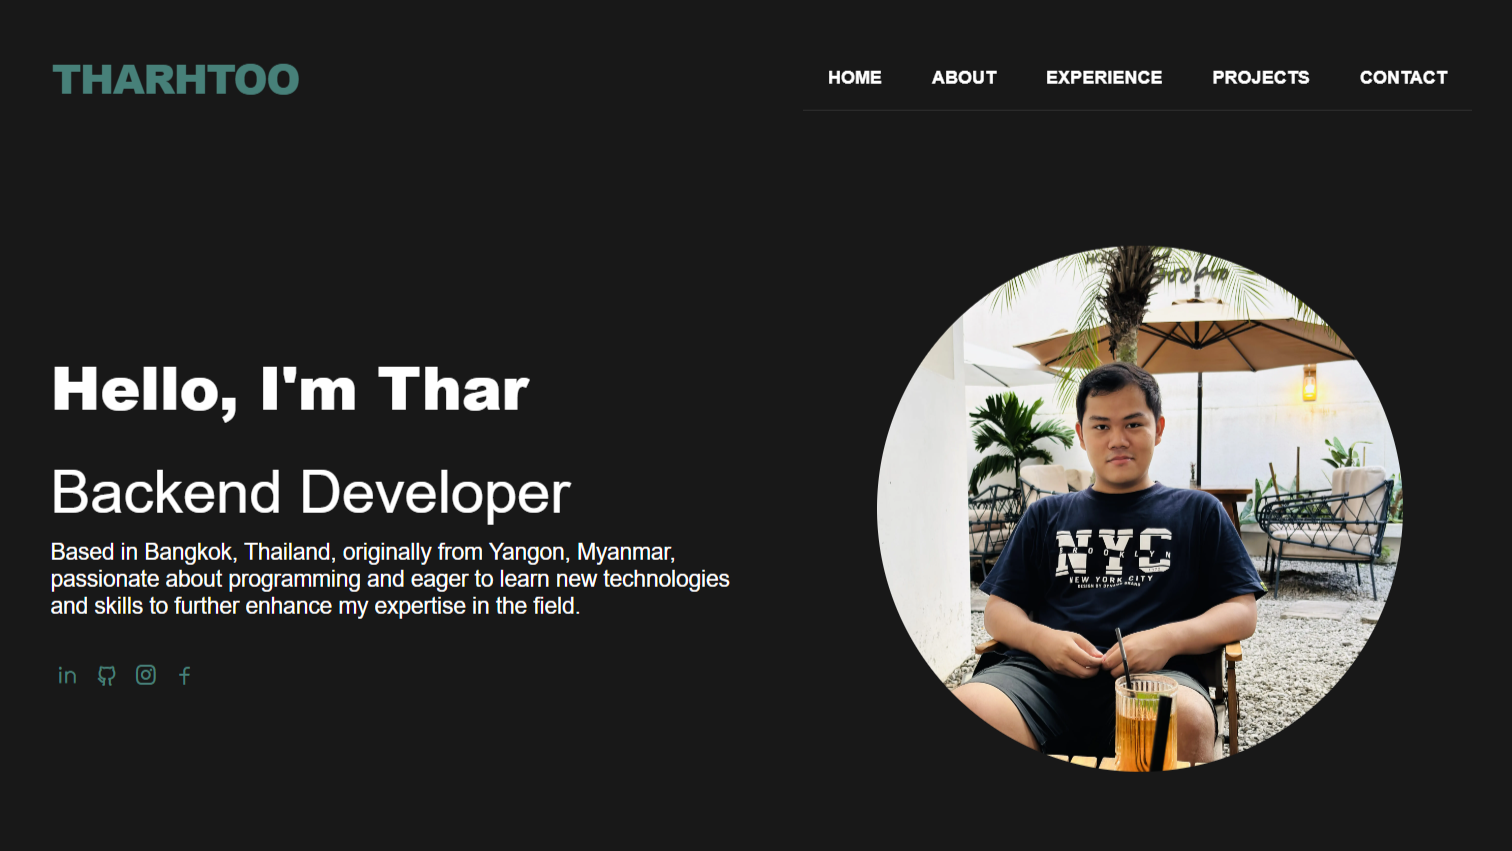 THARHTOO
HOME ABOUT EXPERIENCE PROJECTS CONTACT
Hello, I'm Thar
Backend Developer
Based in Bangkok, Thailand, originally from Yangon, Myanmar,
passionate about programming and eager to learn new technologies
and skills to further enhance my expertise in the field.
in
f
NYC
BROOKLYN
NEW YORK CITY